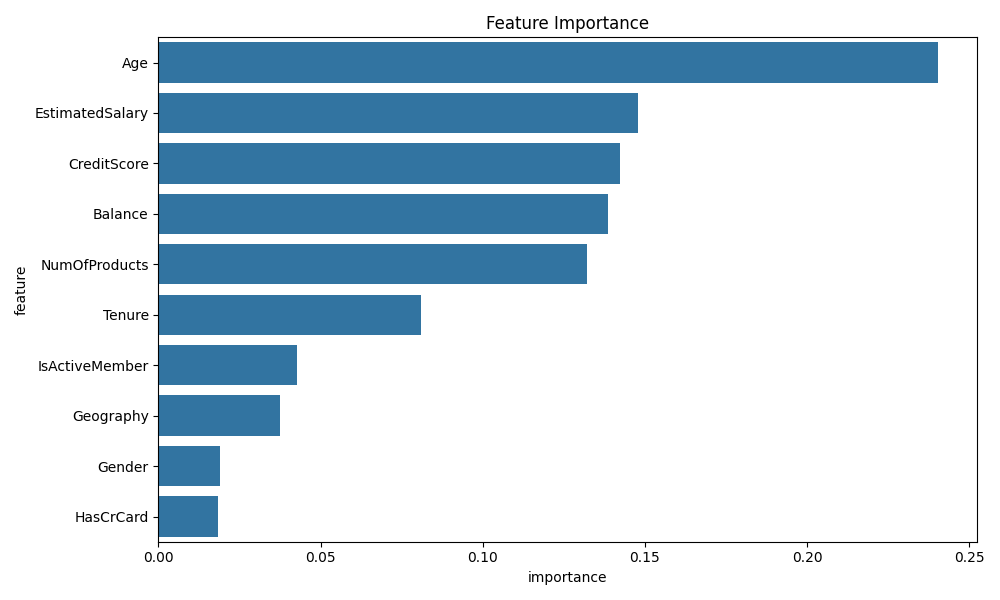 Feature Importance
Age
EstimatedSalary
CreditScore
Balance
NumOfProducts
Tenure
IsActiveMember
Geography
Gender
HasCrCard
feature
0.00 0.05 0.10 0.15 0.20 0.25
importance